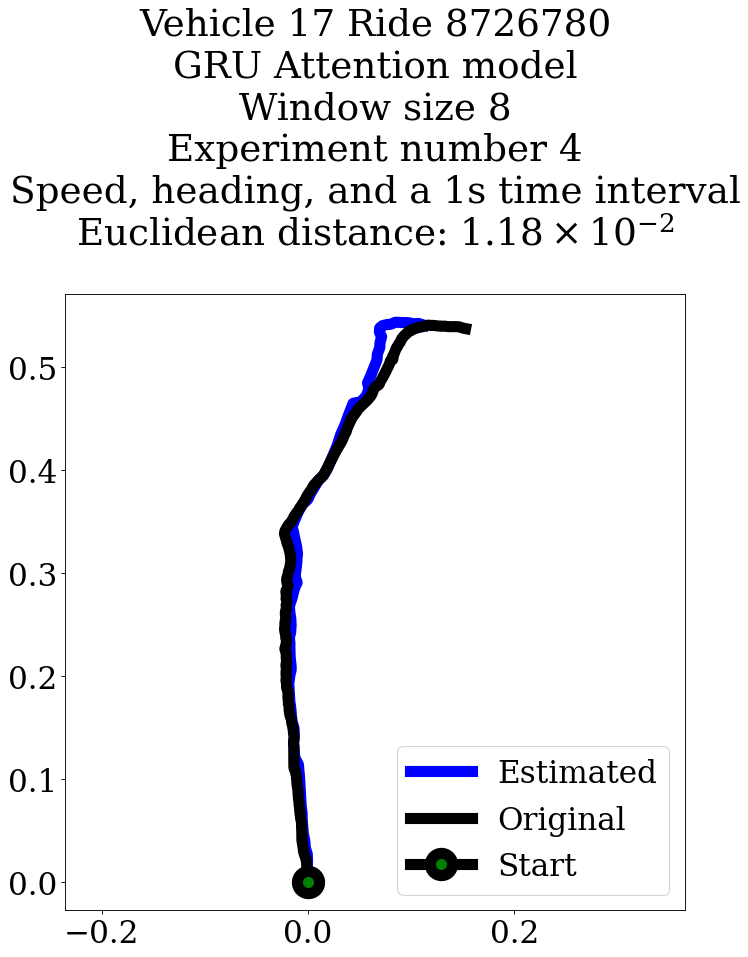 Vehicle 17 Ride 8726780
GRU Attention model
Window size 8
Experiment number 4
Speed, heading, and a 1s time interval
Euclidean distance: 1.18 × 10⁻²
0.5
0.4
0.3
0.2
0.1
0.0
−0.2
0.0
0.2
Estimated
Original
Start